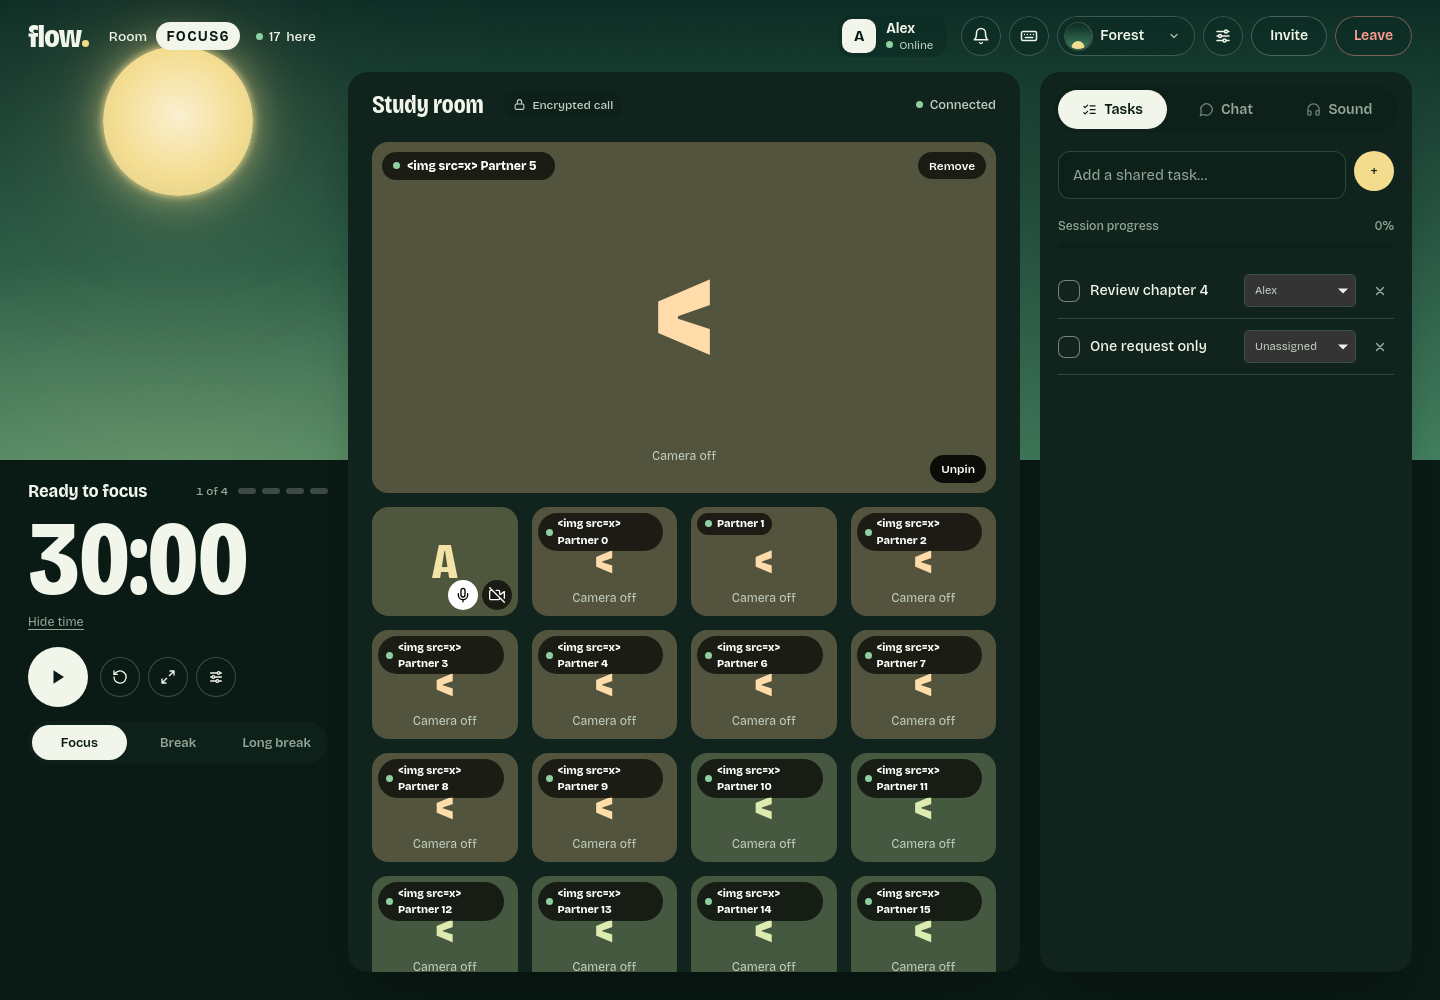 flow.
Room FOCUS6 17 here
A Alex
Online
Forest
Invite
Leave
Study room
Encrypted call
Connected
<img src=x> Partner 5
Remove
<
Camera off
Unpin
A
<img src=x>
Partner 0
<
Camera off
Partner 1
<
Camera off
<img src=x>
Partner 2
<
Camera off
<img src=x>
Partner 3
<
Camera off
<img src=x>
Partner 4
<
Camera off
<img src=x>
Partner 6
<
Camera off
<img src=x>
Partner 7
<
Camera off
<img src=x>
Partner 8
<
Camera off
<img src=x>
Partner 9
<
Camera off
<img src=x>
Partner 10
<
Camera off
<img src=x>
Partner 11
<
Camera off
<img src=x>
Partner 12
<
Camera off
<img src=x>
Partner 13
<
Camera off
<img src=x>
Partner 14
<
Camera off
<img src=x>
Partner 15
<
Camera off
Tasks
Chat
Sound
Add a shared task...
+
Session progress 0%
Review chapter 4 Alex
One request only Unassigned
Ready to focus 1 of 4
30:00
Hide time
Focus
Break
Long break